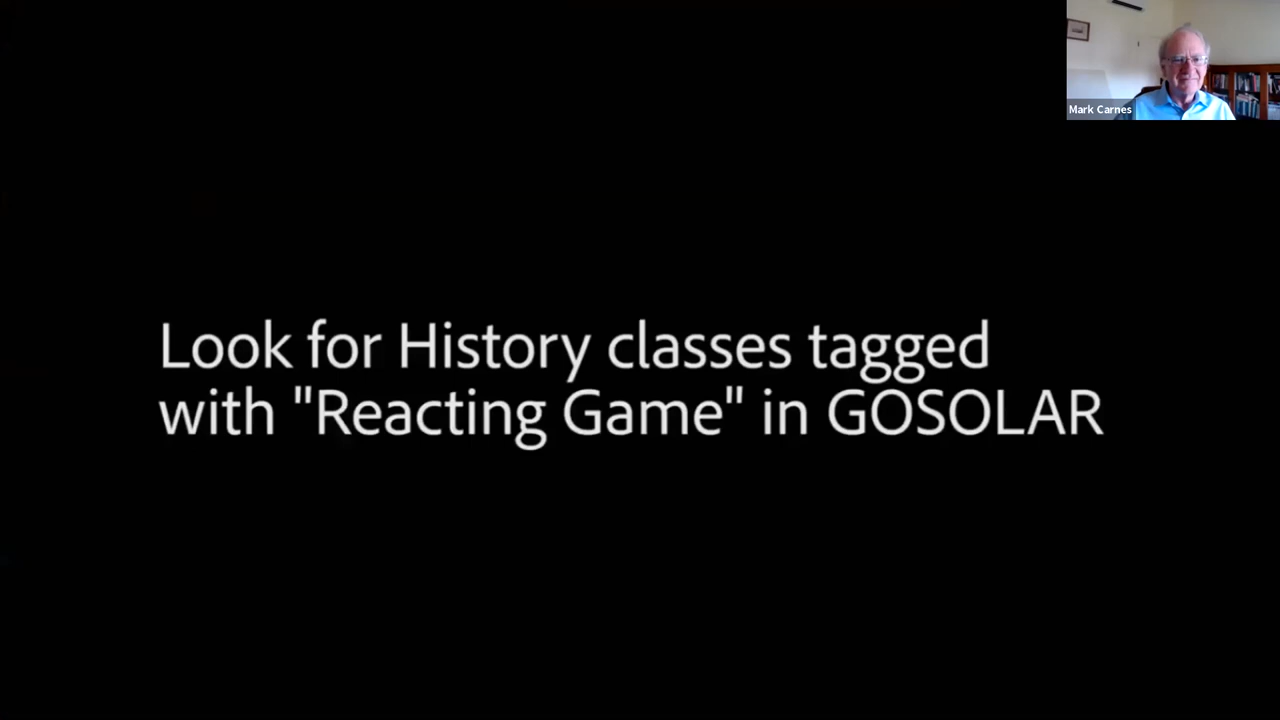 Mark Carnes
Look for History classes tagged
with "Reacting Game" in GOSOLAR